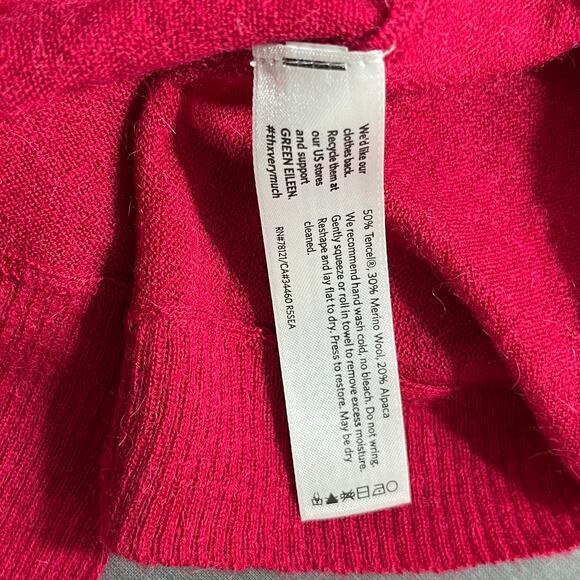 We'd like our
clothes back.
Recycle them at
our US stores
and support
GREEN EILEEN.
#thxverymuch
50% Tencel®, 30% Merino Wool, 20% Alpaca
We recommend hand wash cold, no bleach. Do not wring.
Gently squeeze or roll in towel to remove excess moisture.
Reshape and lay flat to dry. Press to restore. May be dry
cleaned.
RN#78121/CA#34460 R5SEA